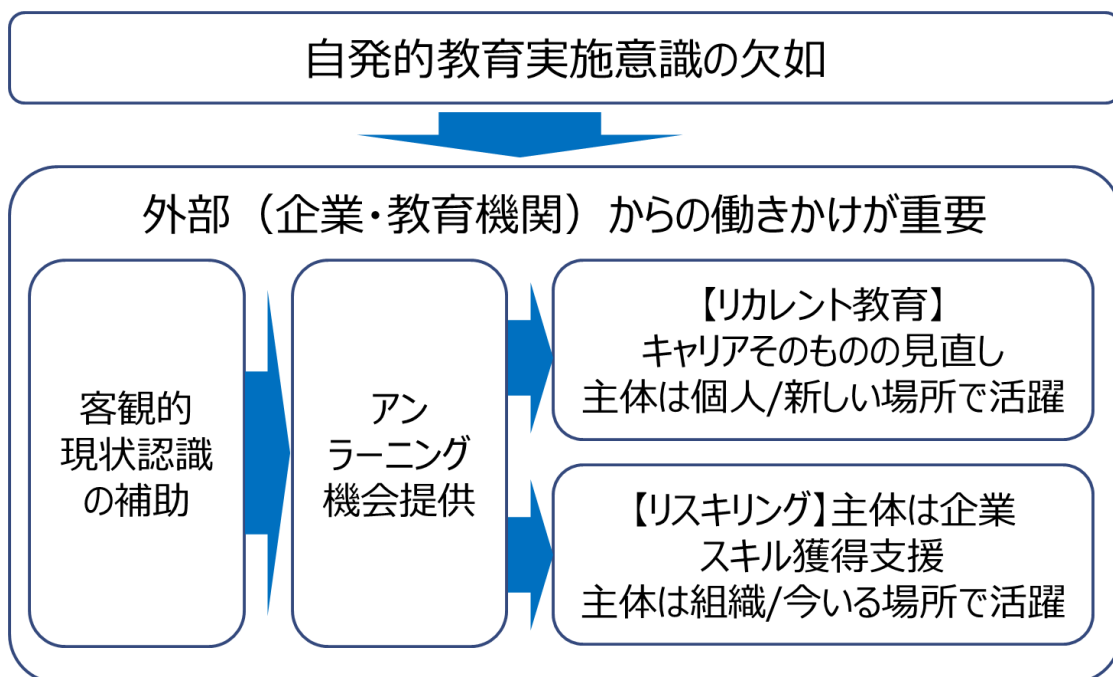 自発的教育実施意識の欠如
外部（企業・教育機関）からの働きかけが重要
客観的
現状認識
の補助
アン
ラーニング
機会提供
【リカレント教育】
キャリアそのものの見直し
主体は個人/新しい場所で活躍
【リスキリング】主体は企業
スキル獲得支援
主体は組織/今いる場所で活躍